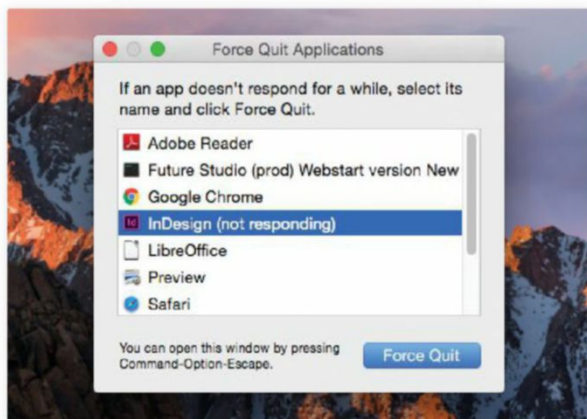 Force Quit Applications
If an app doesn't respond for a while, select its
name and click Force Quit.
Adobe Reader
Future Studio (prod) Webstart version New
Google Chrome
Id InDesign (not responding)
LibreOffice
Preview
Safari
You can open this window by pressing
Command-Option-Escape.
Force Quit